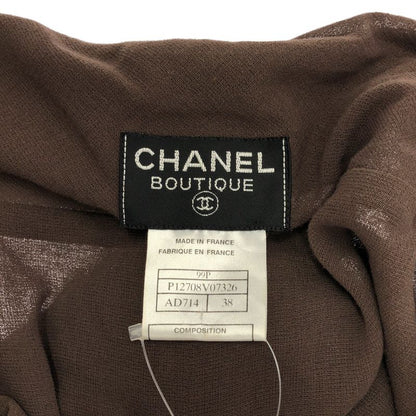 CHANEL
BOUTIQUE
MADE IN FRANCE
FABRIQUE EN FRANCE
99P
P12708V07326
AD714 38
COMPOSITION